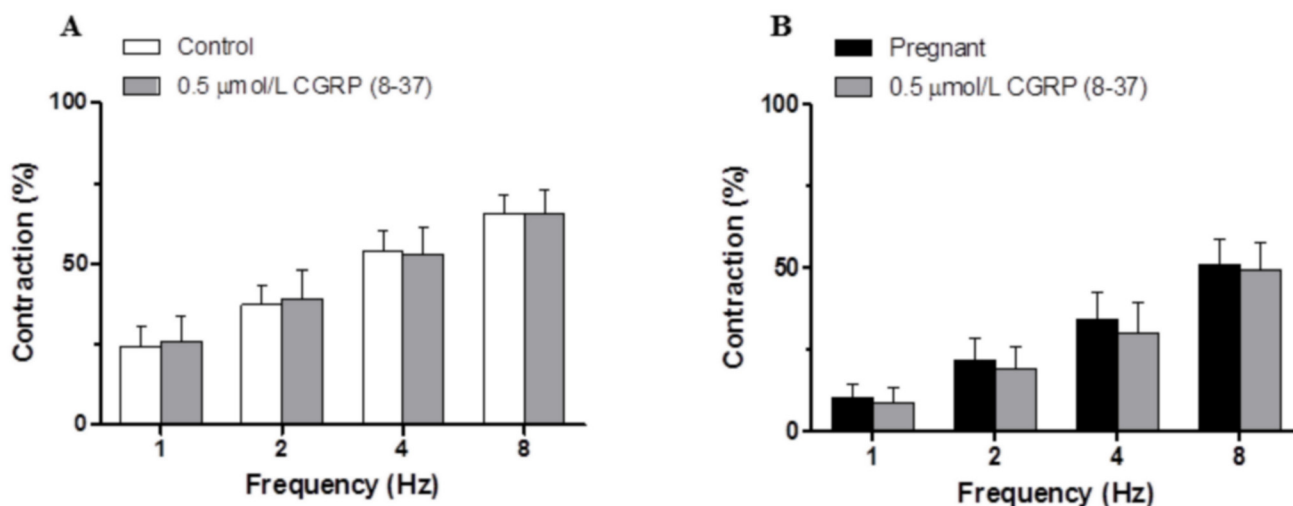 A
Control
0.5 μmol/L CGRP (8-37)
100
50
0
Contraction (%)
1 2 4 8
Frequency (Hz)
B
Pregnant
0.5 μmol/L CGRP (8-37)
100
50
0
Contraction (%)
1 2 4 8
Frequency (Hz)